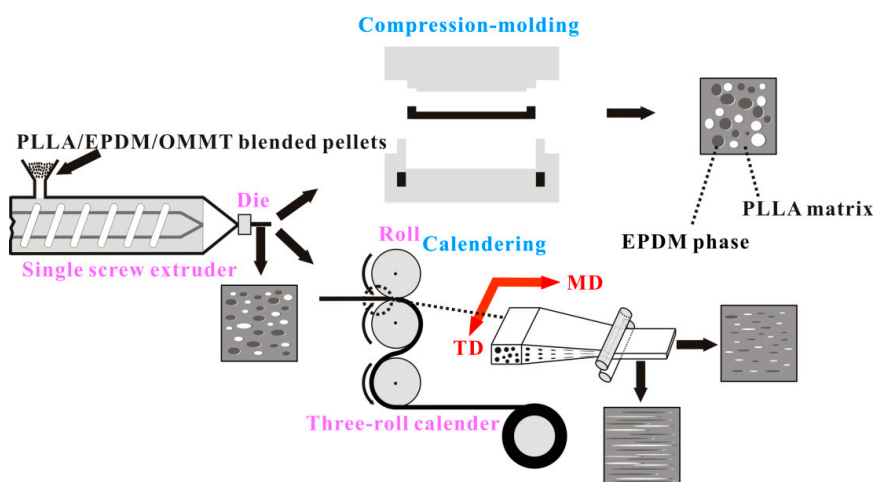 Compression-molding
PLLA/EPDM/OMMT blended pellets
Die
PLLA matrix
EPDM phase
Roll
Calendering
Single screw extruder
MD
TD
Three-roll calender